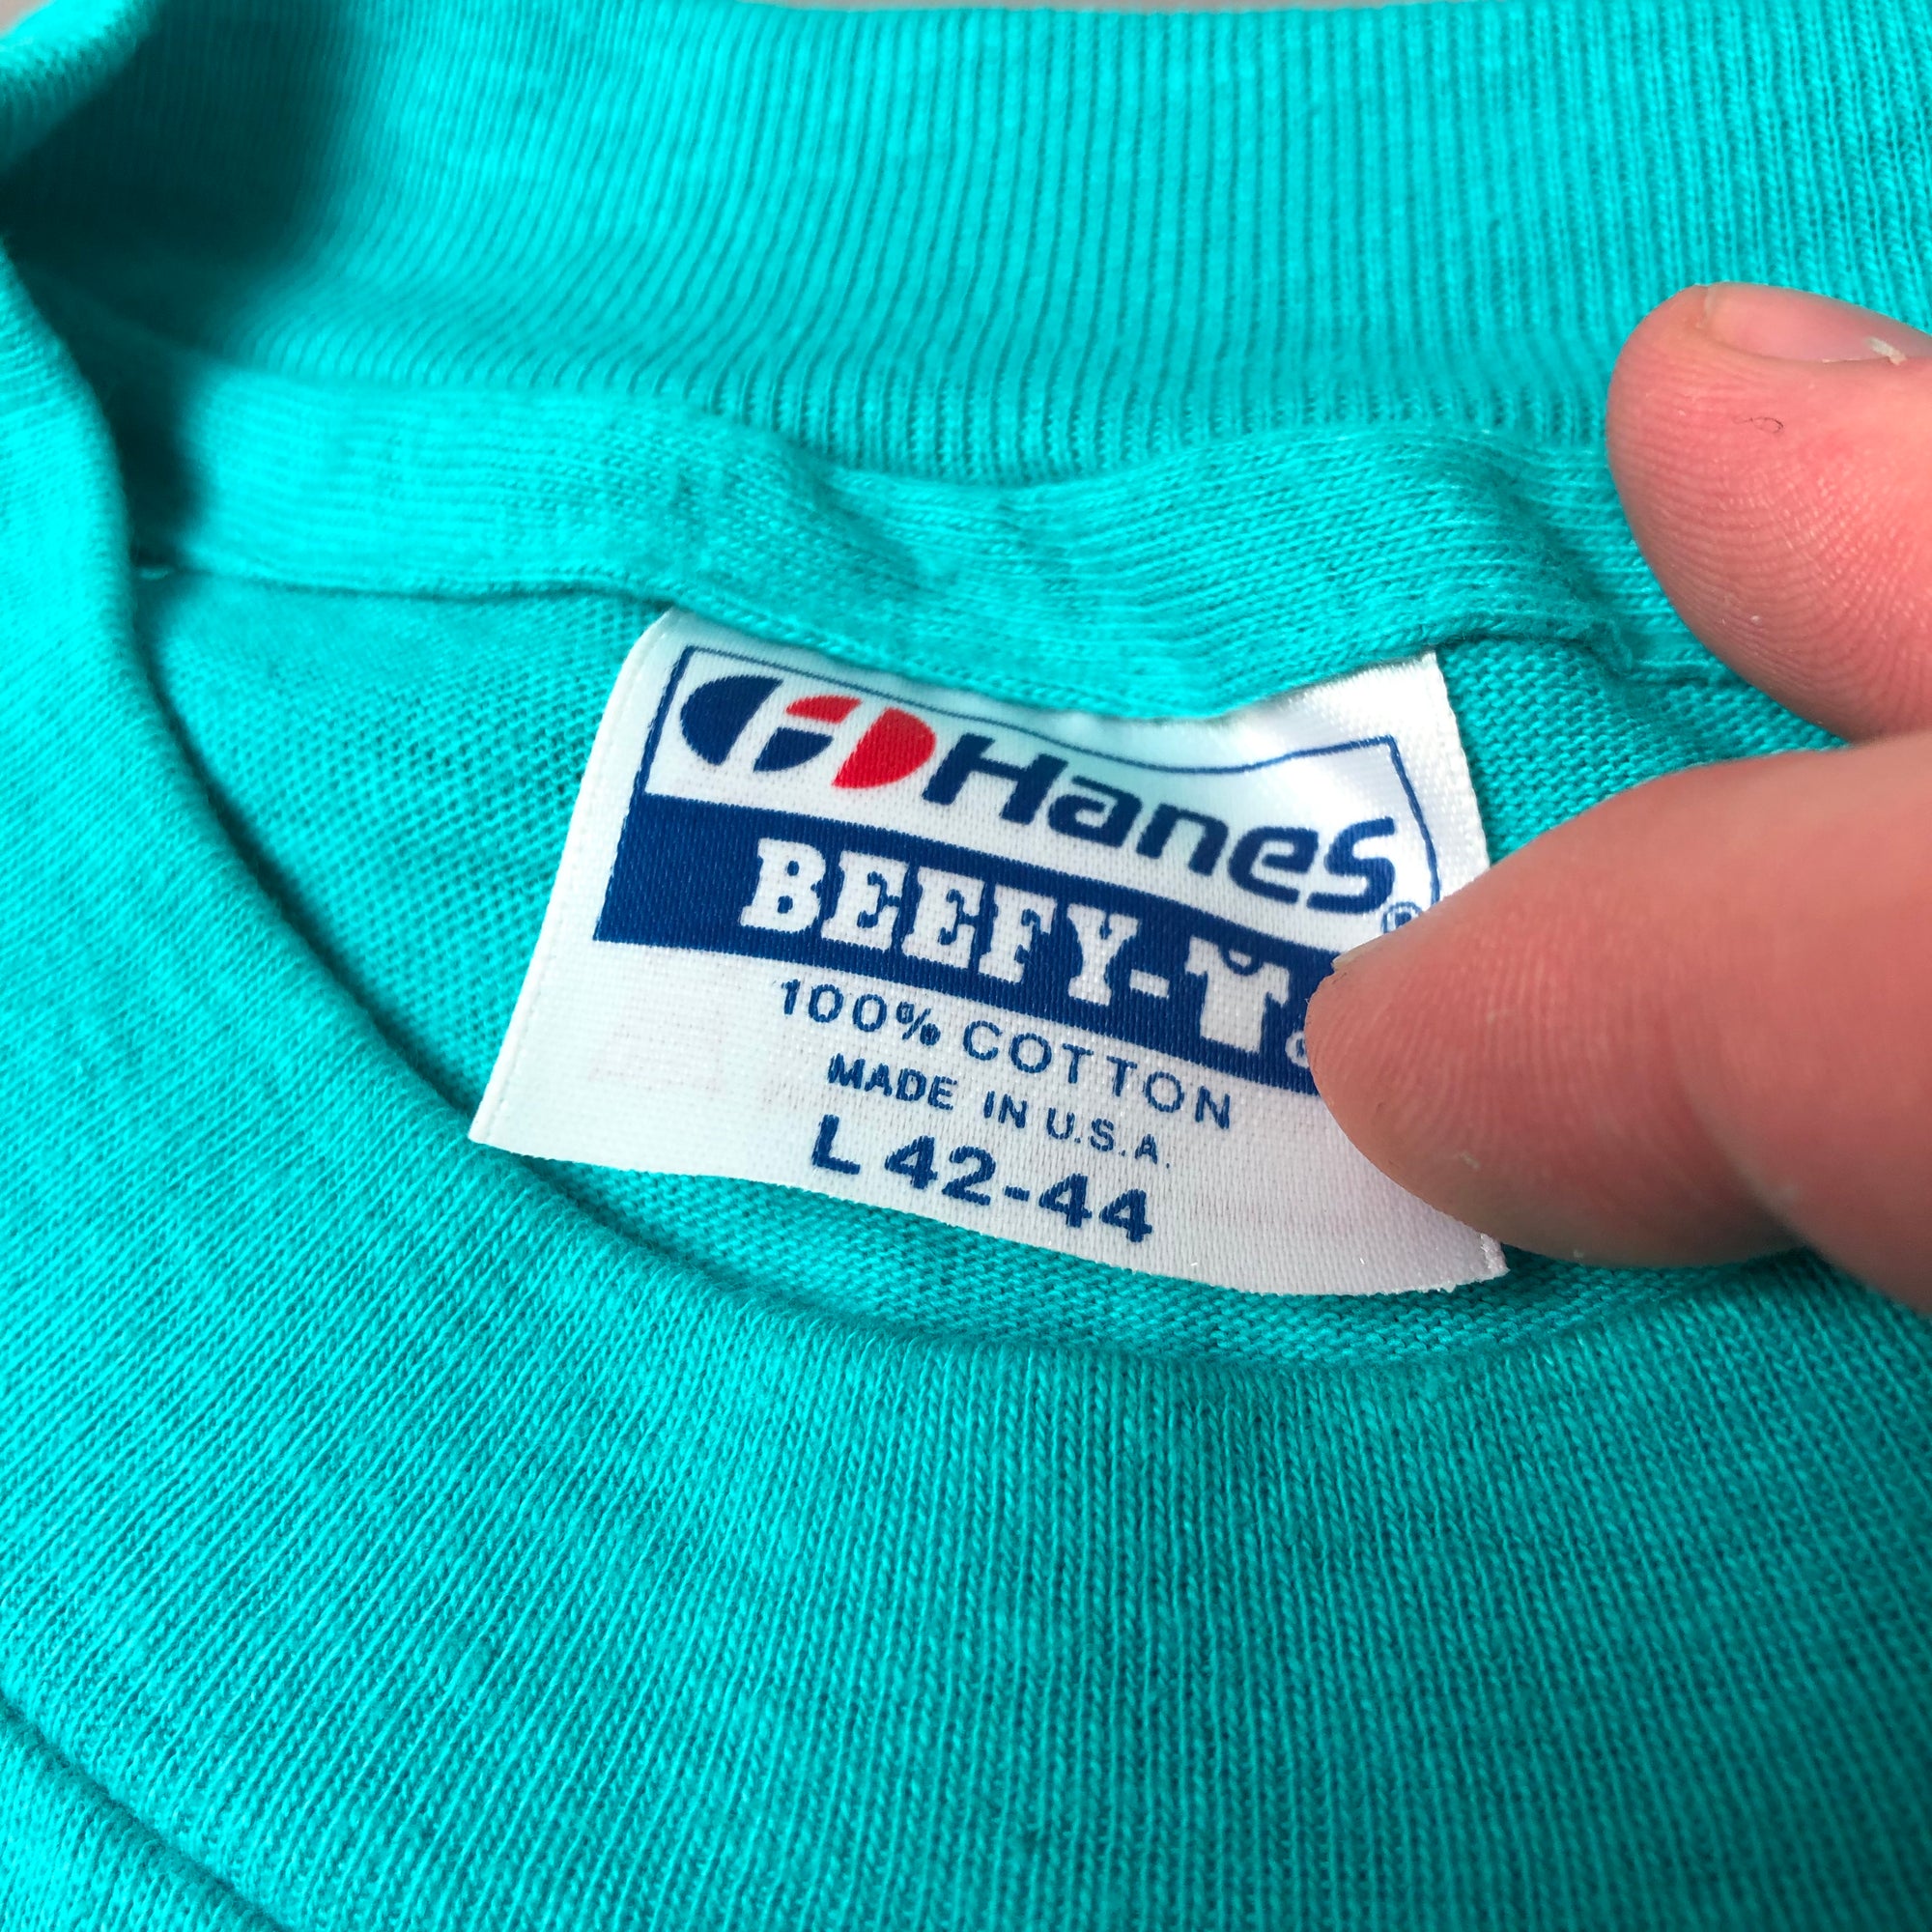 Hanes®
BEEFY-T
100% COTTON
MADE IN U.S.A.
L 42-44